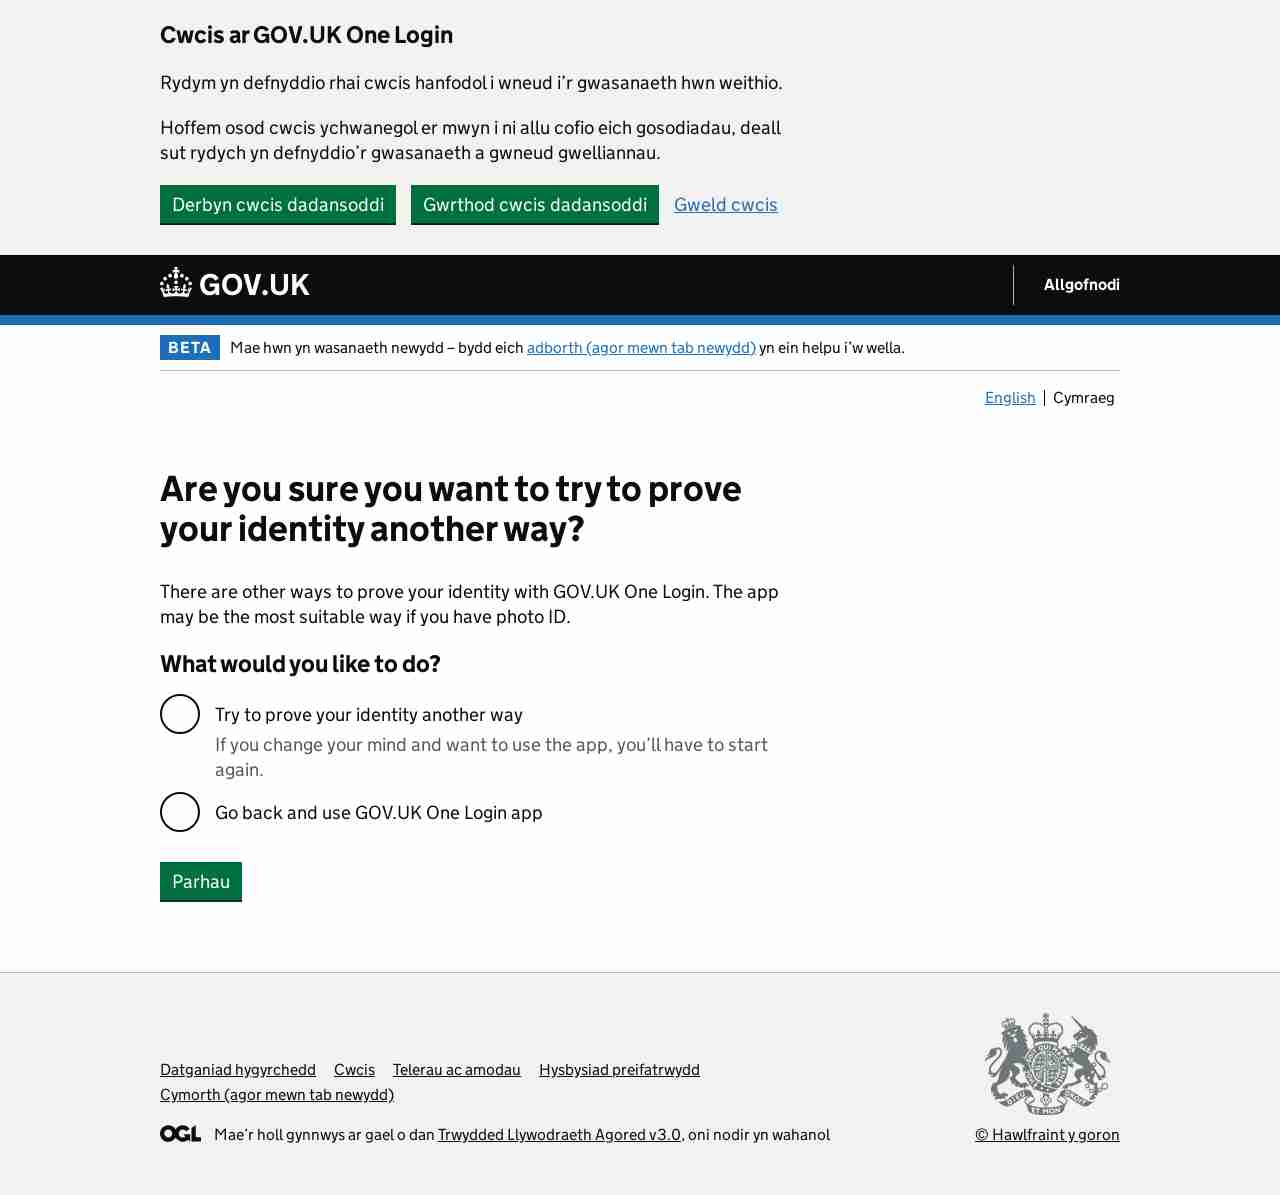 Cwcis ar GOV.UK One Login
Rydym yn defnyddio rhai cwcis hanfodol i wneud i’r gwasanaeth hwn weithio.
Hoffem osod cwcis ychwanegol er mwyn i ni allu cofio eich gosodiadau, deall
sut rydych yn defnyddio’r gwasanaeth a gwneud gwelliannau.
Derbyn cwcis dadansoddi Gwrthod cwcis dadansoddi Gweld cwcis
GOV.UK Allgofnodi
BETA Mae hwn yn wasanaeth newydd – bydd eich adborth (agor mewn tab newydd) yn ein helpu i’w wella.
English Cymraeg
Are you sure you want to try to prove
your identity another way?
There are other ways to prove your identity with GOV.UK One Login. The app
may be the most suitable way if you have photo ID.
What would you like to do?
Try to prove your identity another way
If you change your mind and want to use the app, you’ll have to start
again.
Go back and use GOV.UK One Login app
Parhau
Datganiad hygyrchedd Cwcis Telerau ac amodau Hysbysiad preifatrwydd
Cymorth (agor mewn tab newydd)
DIEU ET MON DROIT
OGL Mae’r holl gynnwys ar gael o dan Trwydded Llywodraeth Agored v3.0, oni nodir yn wahanol
© Hawlfraint y goron